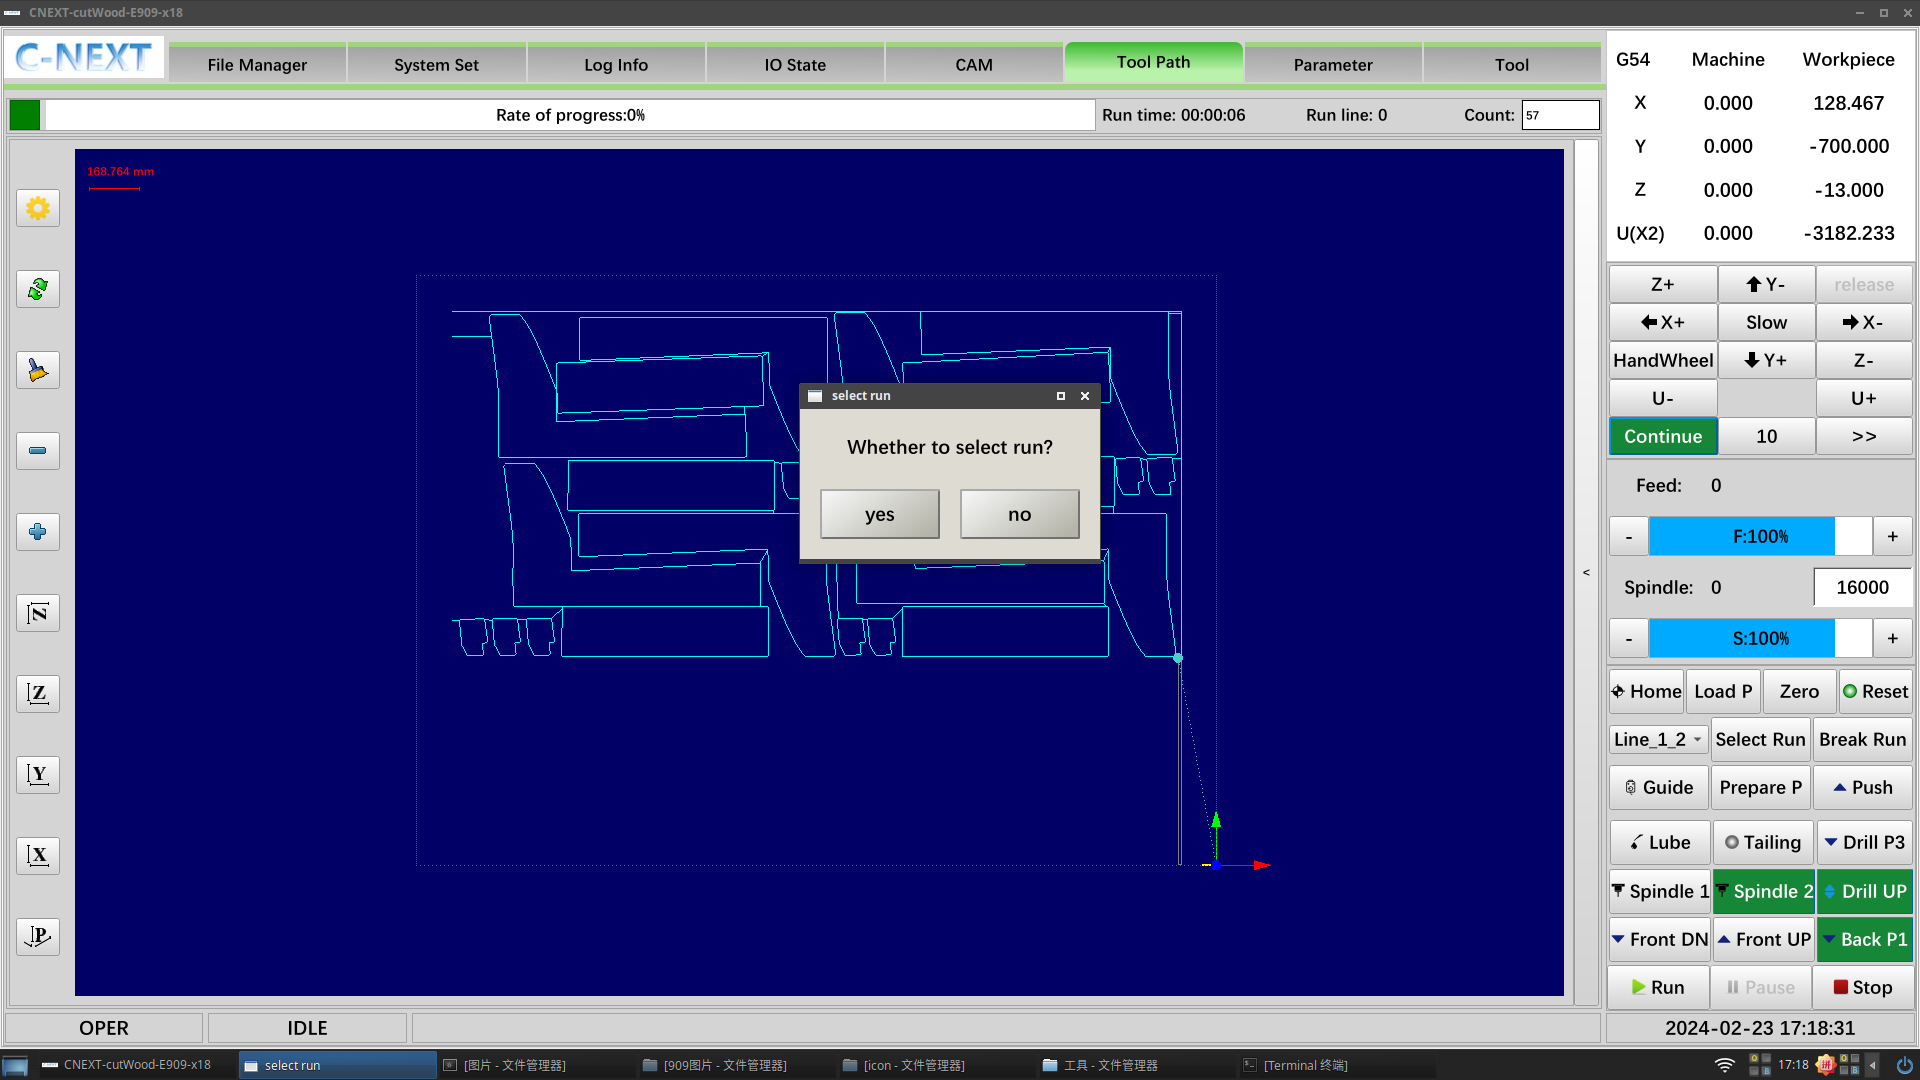 CNEXT-cutWood-E909-x18
C-NEXT
File Manager
System Set
Log Info
IO State
CAM
Tool Path
Parameter
Tool
Rate of progress:0%
Run time: 00:00:06
Run line: 0
Count:
57
168.764 mm
N
Z
Y
X
P
select run
Whether to select run?
yes
no
<
G54 Machine Workpiece
X 0.000 128.467
Y 0.000 -700.000
Z 0.000 -13.000
U(X2) 0.000 -3182.233
Z+ Y- release
X+ Slow X-
HandWheel Y+ Z-
U- U+
Continue 10 >>
Feed: 0
- F:100% +
Spindle: 0 16000
- S:100% +
Home Load P Zero Reset
Line_1_2 Select Run Break Run
Guide Prepare P Push
Lube Tailing Drill P3
Spindle 1 Spindle 2 Drill UP
Front DN Front UP Back P1
Run Pause Stop
OPER
IDLE
2024-02-23 17:18:31
CNEXT-cutWood-E909-x18
select run
[图片 - 文件管理器]
[909图片 - 文件管理器]
[icon - 文件管理器]
工具 - 文件管理器
[Terminal 终端]
17:18
拼